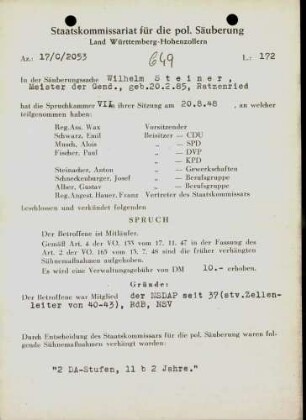 Staatskommissariat für die pol. Säuberung
Land Württemberg-Hohenzollern
Az.: 17/G/2053
649
L.: 172
In der Säuberungssache Wilhelm Steiner,
Meister der Gend., geb.20.2.85, Ratzenried
hat die Spruchkammer VII in ihrer Sitzung am 20.8.48, an welcher
teilgenommen haben:
Reg.Ass. Wax Vorsitzender
Schwarz, Emil Beisitzer — CDU
Musch, Alois — SPD
Fischer, Paul — DVP
— KPD
Steinacher, Anton — Gewerkschaften
Schneckenburger, Josef — Berufsgruppe
Alber, Gustav — Berufsgruppe
Reg.Angest. Hauer, Franz Vertreter des Staatskommissars
beschlossen und verkündet folgenden
SPRUCH
Der Betroffene ist Mitläufer.
Gemäß Art. 4 der VO. 133 vom 17. 11. 47 in der Fassung des
Art. 2 der VO. 165 vom 13. 7. 48 sind die früher verhängten
Sühnemaßnahmen aufgehoben.
Es wird eine Verwaltungsgebühr von DM 10.- erhoben.
Gründe:
Der Betroffene war Mitglied der NSDAP seit 37(stv.Zellen-
leiter von 40-43), RdB, NSV
Durch Entscheidung des Staatskommissars für die pol. Säuberung waren fol-
gende Sühnemaßnahmen verhängt worden:
"2 DA-Stufen, 11 b 2 Jahre."